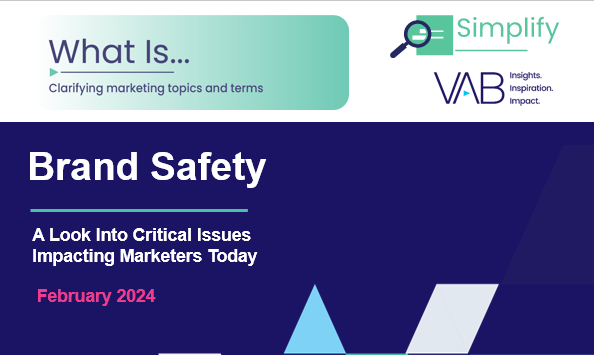 What Is...
Clarifying marketing topics and terms
Simplify
VAB
Insights.
Inspiration.
Impact.
Brand Safety
A Look Into Critical Issues
Impacting Marketers Today
February 2024